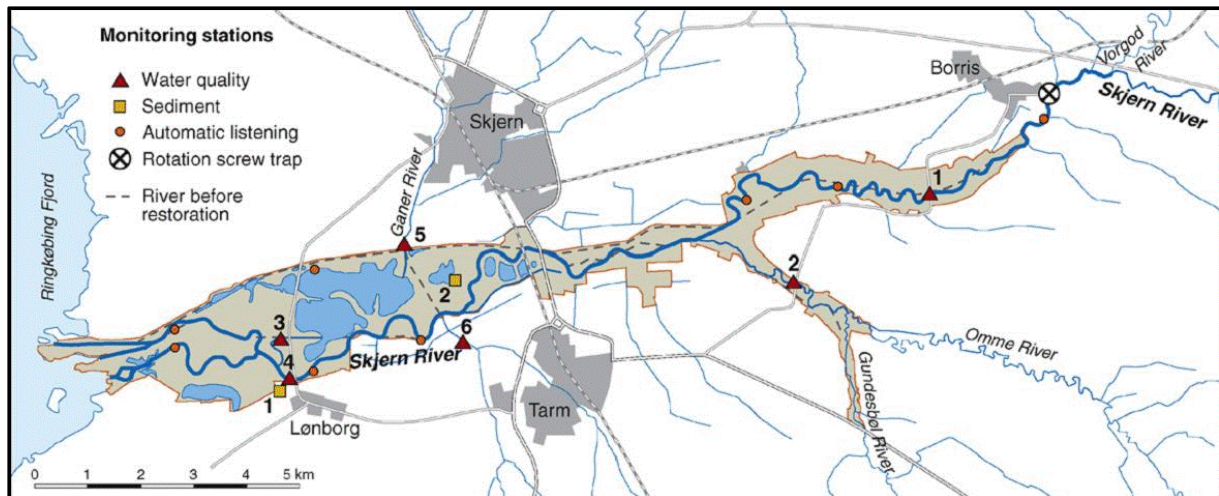 Monitoring stations
Water quality
Sediment
Automatic listening
Rotation screw trap
River before
restoration
Ringkøbing Fjord
Skjern
Ganer River
Borris
Vorgod
River
Skjern River
1
2
5
2
3
6
4
1
Skjern River
Lønborg
Tarm
Omme River
Gundesbøl River
0 1 2 3 4 5 km